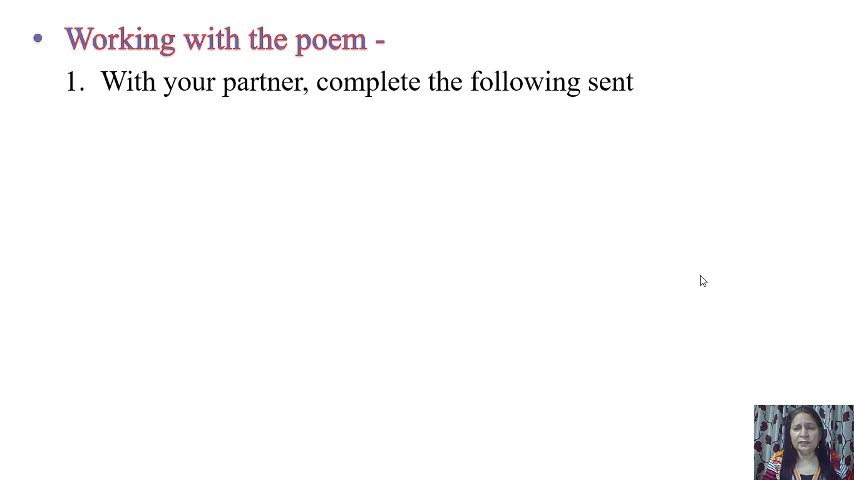 • Working with the poem -
1. With your partner, complete the following sent